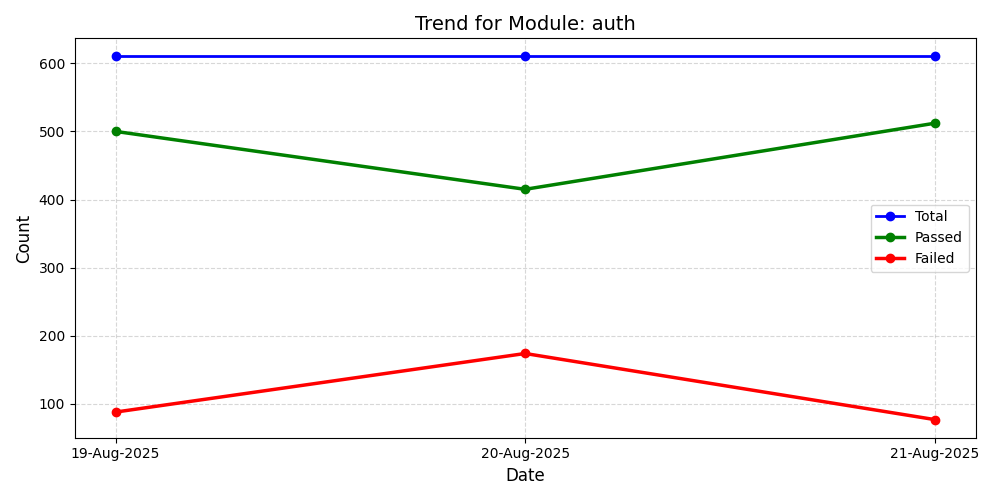 Trend for Module: auth
600
500
400
300
200
100
Count
Total
Passed
Failed
19-Aug-2025
20-Aug-2025
21-Aug-2025
Date